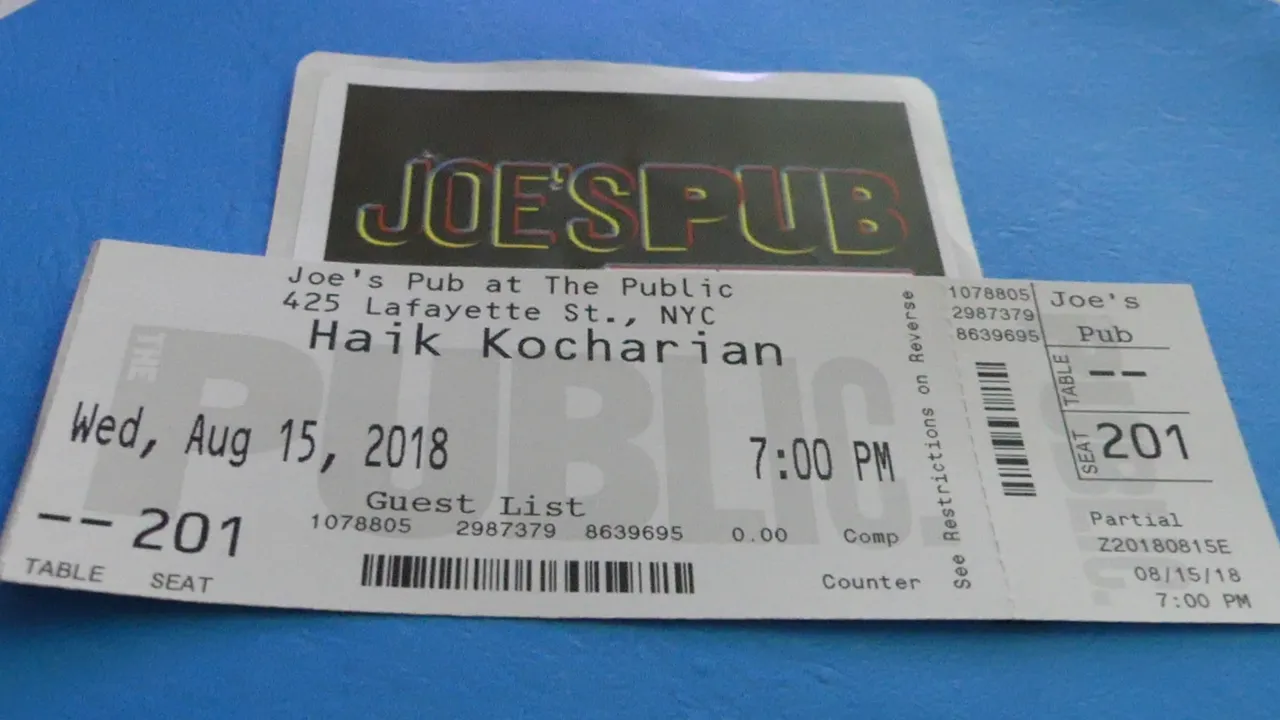 JOE'S PUB
Joe's Pub at The Public
425 Lafayette St., NYC
Haik Kocharian
THE
PUBLIC.
Wed, Aug 15, 2018
7:00 PM
Guest List
1078805 2987379 8639695 0.00 Comp
-- 201
TABLE SEAT
Counter
See Restrictions on Reverse
1078805
2987379
8639695
Joe's
Pub
TABLE --
SEAT 201
Partial
Z20180815E
08/15/18
7:00 PM